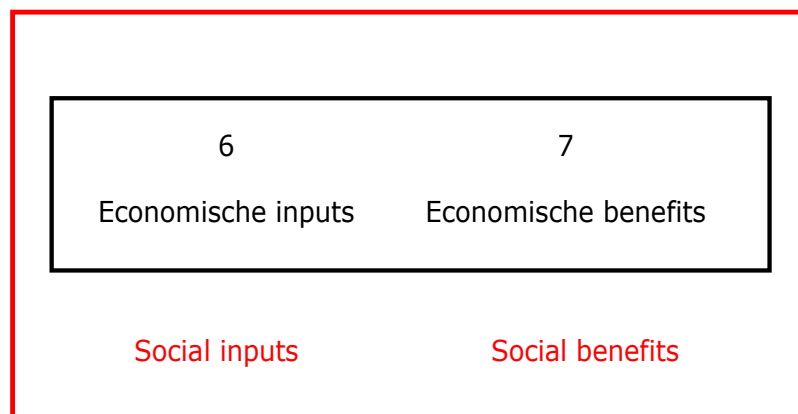 6 7
Economische inputs Economische benefits
Social inputs Social benefits